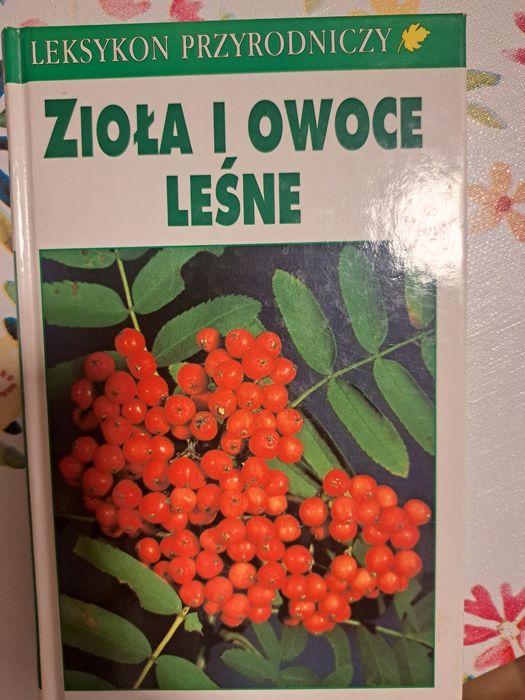 LEKSYKON PRZYRODNICZY
ZIOŁA I OWOCE
LEŚNE